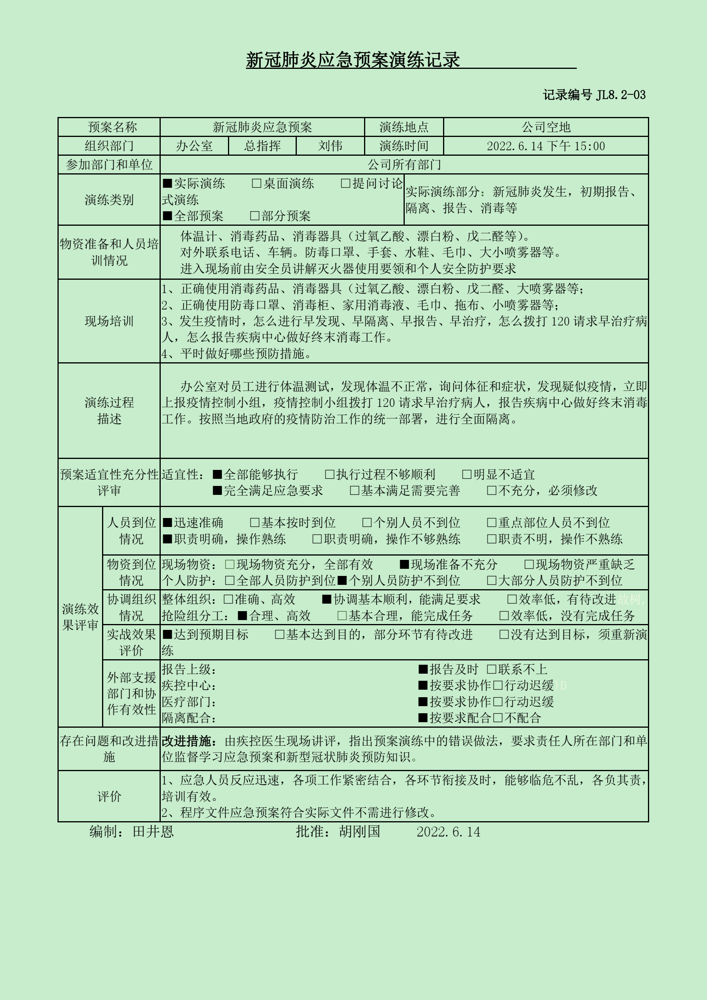 新冠肺炎应急预案演练记录
记录编号 JL8.2-03
预案名称 新冠肺炎应急预案 演练地点 公司空地
组织部门 办公室 总指挥 刘伟 演练时间 2022.6.14 下午 15:00
参加部门和单位 公司所有部门
演练类别
■实际演练 □桌面演练 □提问讨论
式演练
■全部预案 □部分预案
实际演练部分：新冠肺炎发生，初期报告、
隔离、报告、消毒等
物资准备和人员培
训情况
体温计、消毒药品、消毒器具（过氧乙酸、漂白粉、戊二醛等）。
对外联系电话、车辆。防毒口罩、手套、水鞋、毛巾、大小喷雾器等。
进入现场前由安全员讲解灭火器使用要领和个人安全防护要求
现场培训
1、正确使用消毒药品、消毒器具（过氧乙酸、漂白粉、戊二醛、大喷雾器等；
2、正确使用防毒口罩、消毒柜、家用消毒液、毛巾、拖布、小喷雾器等；
3、发生疫情时，怎么进行早发现、早隔离、早报告、早治疗，怎么拨打 120 请求早治疗病
人，怎么报告疾病中心做好终末消毒工作。
4、平时做好哪些预防措施。
演练过程
描述
办公室对员工进行体温测试，发现体温不正常，询问体征和症状，发现疑似疫情，立即
上报疫情控制小组，疫情控制小组拨打 120 请求早治疗病人，报告疾病中心做好终末消毒
工作。按照当地政府的疫情防治工作的统一部署，进行全面隔离。
预案适宜性充分性
评审
适宜性：■全部能够执行 □执行过程不够顺利 □明显不适宜
■完全满足应急要求 □基本满足需要完善 □不充分，必须修改
演练效
果评审
人员到位
情况
■迅速准确 □基本按时到位 □个别人员不到位 □重点部位人员不到位
■职责明确，操作熟练 □职责明确，操作不够熟练 □职责不明，操作不熟练
物资到位
情况
现场物资：□现场物资充分，全部有效 ■现场准备不充分 □现场物资严重缺乏
个人防护：□全部人员防护到位■个别人员防护不到位 □大部分人员防护不到位
协调组织
情况
整体组织：□准确、高效 ■协调基本顺利，能满足要求 □效率低，有待改进故树，
抢险组分工：■合理、高效 □基本合理，能完成任务 □效率低，没有完成任务
实战效果
评价
■达到预期目标 □基本达到目的，部分环节有待改进 □没有达到目标，须重新演
练
外部支援
部门和协
作有效性
报告上级： ■报告及时 □联系不上
疾控中心： ■按要求协作□行动迟缓)D
医疗部门： ■按要求协作□行动迟缓
隔离配合： ■按要求配合□不配合
存在问题和改进措
施
改进措施：由疾控医生现场讲评，指出预案演练中的错误做法，要求责任人所在部门和单
位监督学习应急预案和新型冠状肺炎预防知识。
评价
1、应急人员反应迅速，各项工作紧密结合，各环节衔接及时，能够临危不乱，各负其责，
培训有效。
2、程序文件应急预案符合实际文件不需进行修改。
编制：田井恩 批准：胡刚国 2022.6.14